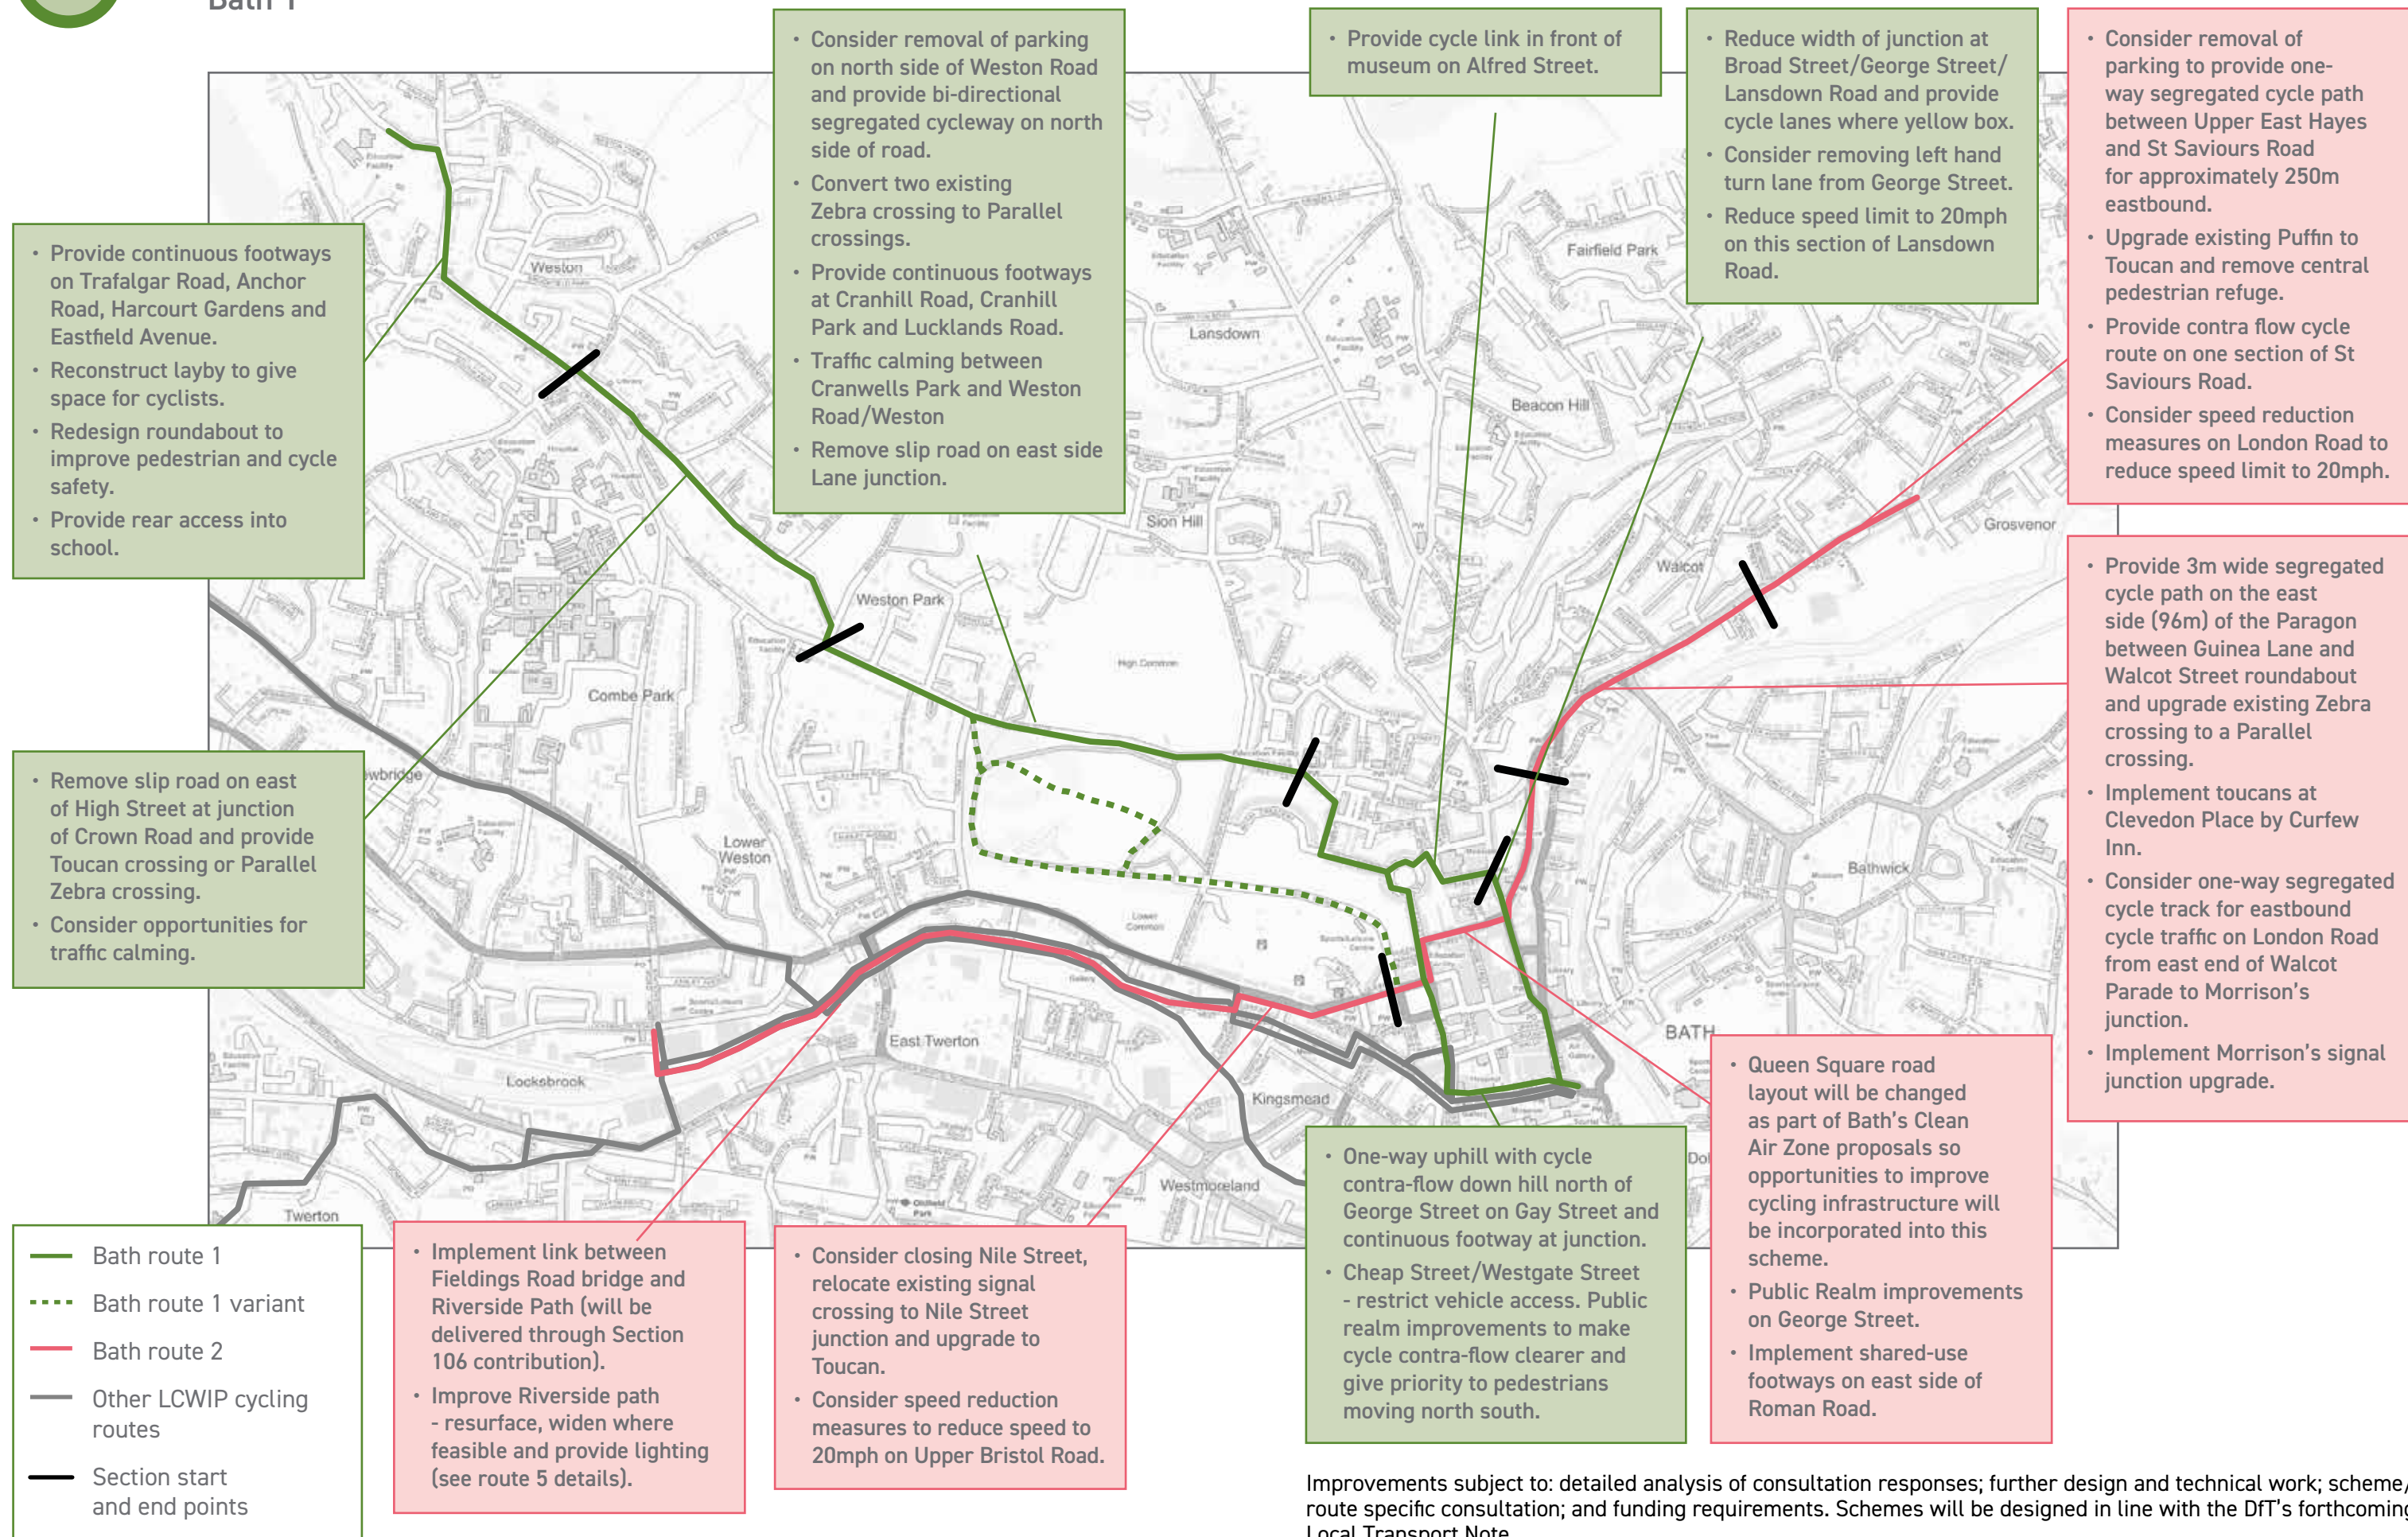 Bath 1
• Consider removal of parking
on north side of Weston Road
and provide bi-directional
segregated cycleway on north
side of road.
• Convert two existing
Zebra crossing to Parallel
crossings.
• Provide continuous footways
at Cranhill Road, Cranhill
Park and Lucklands Road.
• Traffic calming between
Cranwells Park and Weston
Road/Weston
• Remove slip road on east side
Lane junction.
• Provide cycle link in front of
museum on Alfred Street.
• Reduce width of junction at
Broad Street/George Street/
Lansdown Road and provide
cycle lanes where yellow box.
• Consider removing left hand
turn lane from George Street.
• Reduce speed limit to 20mph
on this section of Lansdown
Road.
• Consider removal of
parking to provide one-
way segregated cycle path
between Upper East Hayes
and St Saviours Road
for approximately 250m
eastbound.
• Upgrade existing Puffin to
Toucan and remove central
pedestrian refuge.
• Provide contra flow cycle
route on one section of St
Saviours Road.
• Consider speed reduction
measures on London Road to
reduce speed limit to 20mph.
• Provide continuous footways
on Trafalgar Road, Anchor
Road, Harcourt Gardens and
Eastfield Avenue.
• Reconstruct layby to give
space for cyclists.
• Redesign roundabout to
improve pedestrian and cycle
safety.
• Provide rear access into
school.
Weston
Lansdown
Fairfield Park
Beacon Hill
Sion Hill
Grosvenor
Walcot
Weston Park
High Common
Combe Park
• Provide 3m wide segregated
cycle path on the east
side (96m) of the Paragon
between Guinea Lane and
Walcot Street roundabout
and upgrade existing Zebra
crossing to a Parallel
crossing.
• Implement toucans at
Clevedon Place by Curfew
Inn.
• Consider one-way segregated
cycle track for eastbound
cycle traffic on London Road
from east end of Walcot
Parade to Morrison's
junction.
• Implement Morrison's signal
junction upgrade.
• Remove slip road on east
of High Street at junction
of Crown Road and provide
Toucan crossing or Parallel
Zebra crossing.
• Consider opportunities for
traffic calming.
wbridge
Lower
Weston
Bathwick
Lower
Common
East Twerton
BATH
Locksbrook
Kingsmead
Westmoreland
Dol
Oldfield
Park
Twerton
• Queen Square road
layout will be changed
as part of Bath's Clean
Air Zone proposals so
opportunities to improve
cycling infrastructure will
be incorporated into this
scheme.
• Public Realm improvements
on George Street.
• Implement shared-use
footways on east side of
Roman Road.
• One-way uphill with cycle
contra-flow down hill north of
George Street on Gay Street and
continuous footway at junction.
• Cheap Street/Westgate Street
- restrict vehicle access. Public
realm improvements to make
cycle contra-flow clearer and
give priority to pedestrians
moving north south.
• Implement link between
Fieldings Road bridge and
Riverside Path (will be
delivered through Section
106 contribution).
• Improve Riverside path
- resurface, widen where
feasible and provide lighting
(see route 5 details).
• Consider closing Nile Street,
relocate existing signal
crossing to Nile Street
junction and upgrade to
Toucan.
• Consider speed reduction
measures to reduce speed to
20mph on Upper Bristol Road.
Bath route 1
Bath route 1 variant
Bath route 2
Other LCWIP cycling
routes
Section start
and end points
Improvements subject to: detailed analysis of consultation responses; further design and technical work; scheme/
route specific consultation; and funding requirements. Schemes will be designed in line with the DfT's forthcoming
Local Transport Note